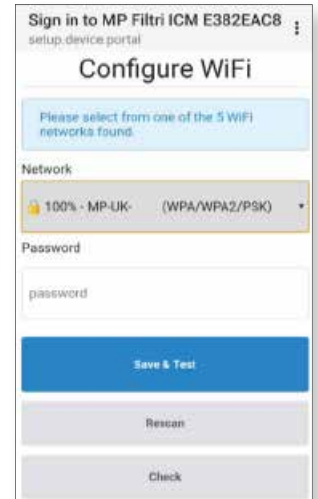 Sign in to MP Filtri ICM E382EAC8
setup.device.portal
Configure WiFi
Please select from one of the 5 WiFi
networks found.
Network
100% - MP-UK- (WPA/WPA2/PSK)
Password
password
Save & Test
Rescan
Check